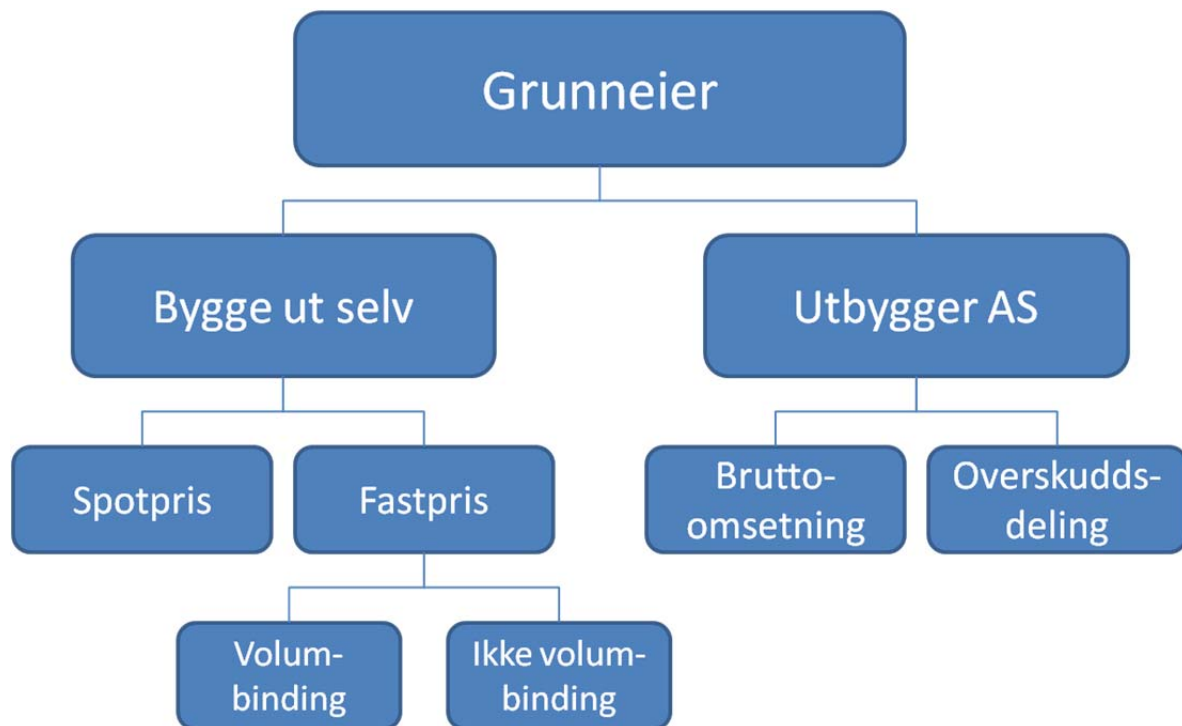 Grunneier
Bygge ut selv
Utbygger AS
Spotpris
Fastpris
Brutto-
omsetning
Overskudds-
deling
Volum-
binding
Ikke volum-
binding